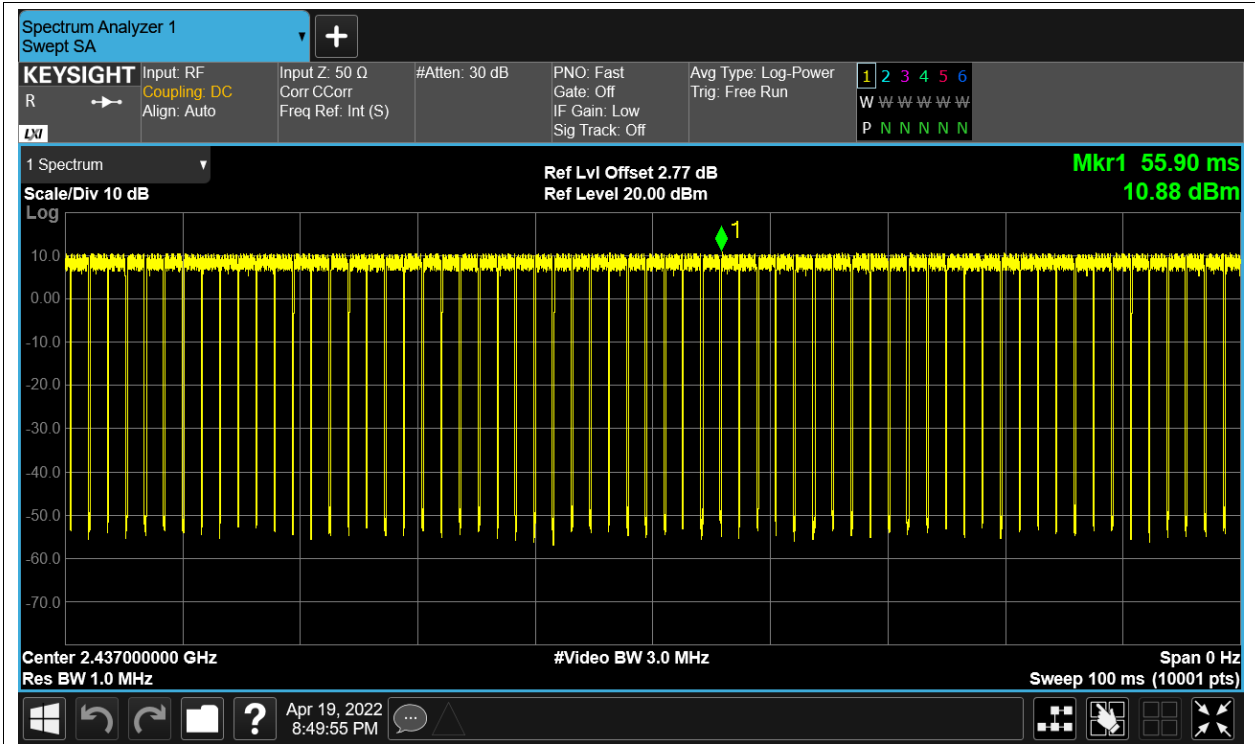 Spectrum Analyzer 1
Swept SA
+
KEYSIGHT
R
LXI
Input: RF
Coupling: DC
Align: Auto
Input Z: 50 Ω
Corr CCorr
Freq Ref: Int (S)
#Atten: 30 dB
PNO: Fast
Gate: Off
IF Gain: Low
Sig Track: Off
Avg Type: Log-Power
Trig: Free Run
1 2 3 4 5 6
W W W W W W
P N N N N N
1 Spectrum
Scale/Div 10 dB
Log
Ref Lvl Offset 2.77 dB
Ref Level 20.00 dBm
Mkr1 55.90 ms
10.88 dBm
1
10.0
0.00
-10.0
-20.0
-30.0
-40.0
-50.0
-60.0
-70.0
Center 2.437000000 GHz
Res BW 1.0 MHz
#Video BW 3.0 MHz
Span 0 Hz
Sweep 100 ms (10001 pts)
?
Apr 19, 2022
8:49:55 PM